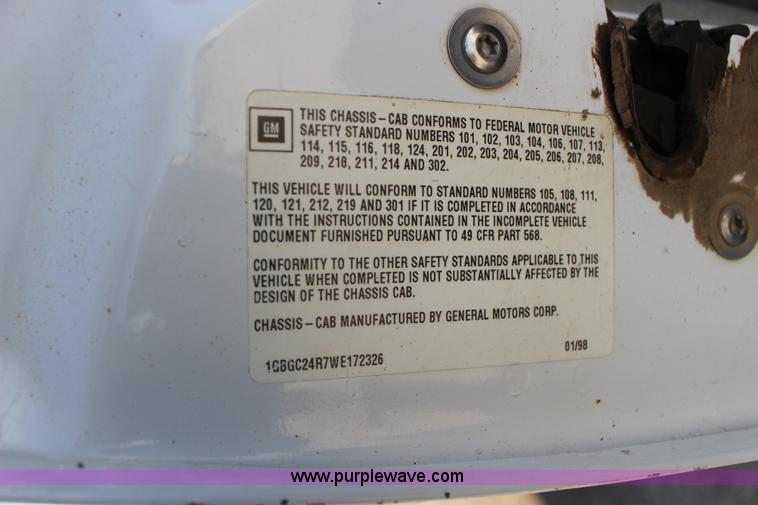 GM
THIS CHASSIS-CAB CONFORMS TO FEDERAL MOTOR VEHICLE
SAFETY STANDARD NUMBERS 101, 102, 103, 104, 106, 107, 113,
114, 115, 116, 118, 124, 201, 202, 203, 204, 205, 206, 207, 208,
209, 210, 211, 214 AND 302.
THIS VEHICLE WILL CONFORM TO STANDARD NUMBERS 105, 108, 111,
120, 121, 212, 219 AND 301 IF IT IS COMPLETED IN ACCORDANCE
WITH THE INSTRUCTIONS CONTAINED IN THE INCOMPLETE VEHICLE
DOCUMENT FURNISHED PURSUANT TO 49 CFR PART 568.
CONFORMITY TO THE OTHER SAFETY STANDARDS APPLICABLE TO THIS
VEHICLE WHEN COMPLETED IS NOT SUBSTANTIALLY AFFECTED BY THE
DESIGN OF THE CHASSIS CAB.
CHASSIS-CAB MANUFACTURED BY GENERAL MOTORS CORP.
01/98
1GBGC24R7WE172326
www.purplewave.com